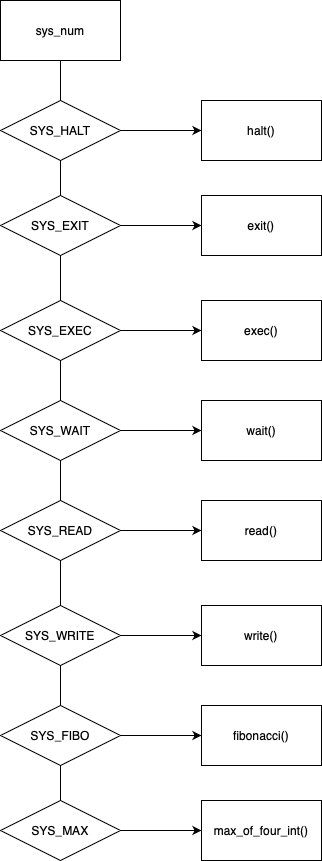 sys_num
SYS_HALT
halt()
SYS_EXIT
exit()
SYS_EXEC
exec()
SYS_WAIT
wait()
SYS_READ
read()
SYS_WRITE
write()
SYS_FIBO
fibonacci()
SYS_MAX
max_of_four_int()